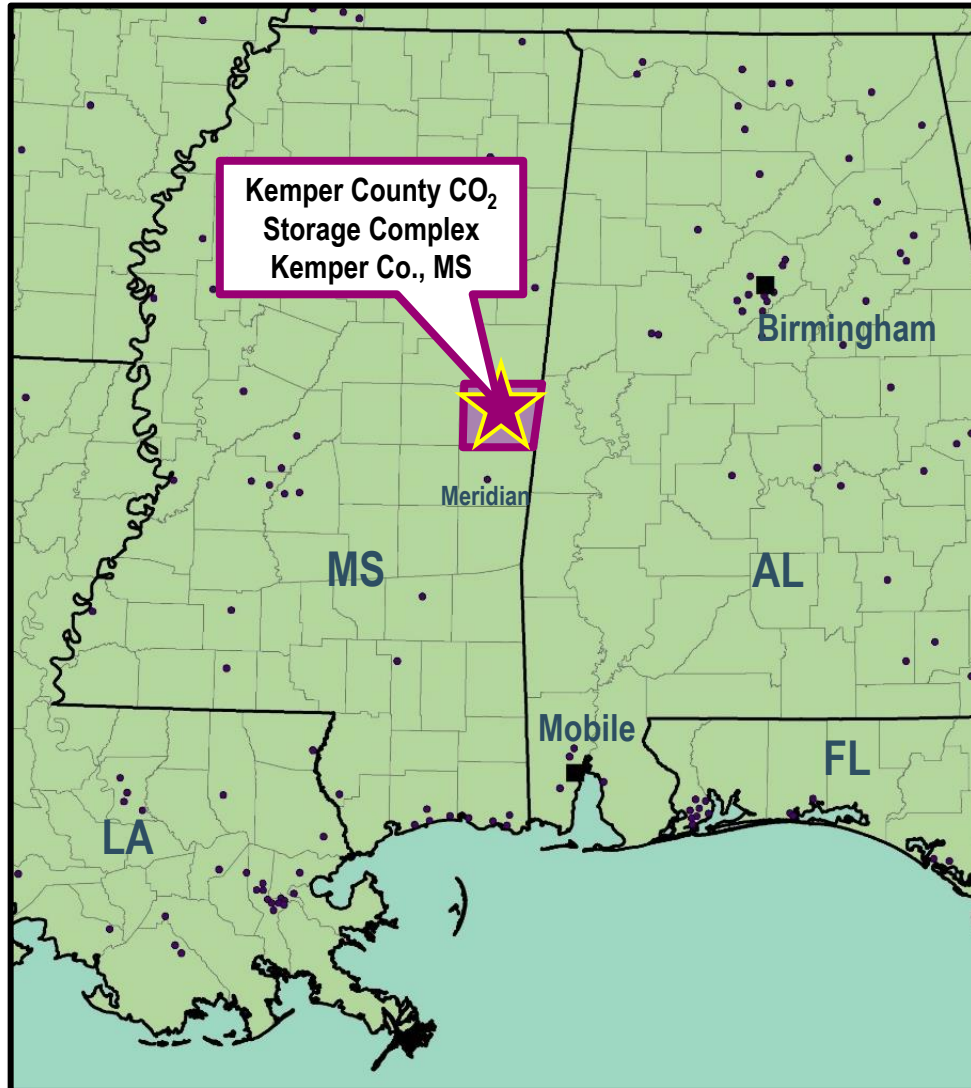 Kemper County CO₂
Storage Complex
Kemper Co., MS
Birmingham
Meridian
MS
AL
Mobile
FL
LA